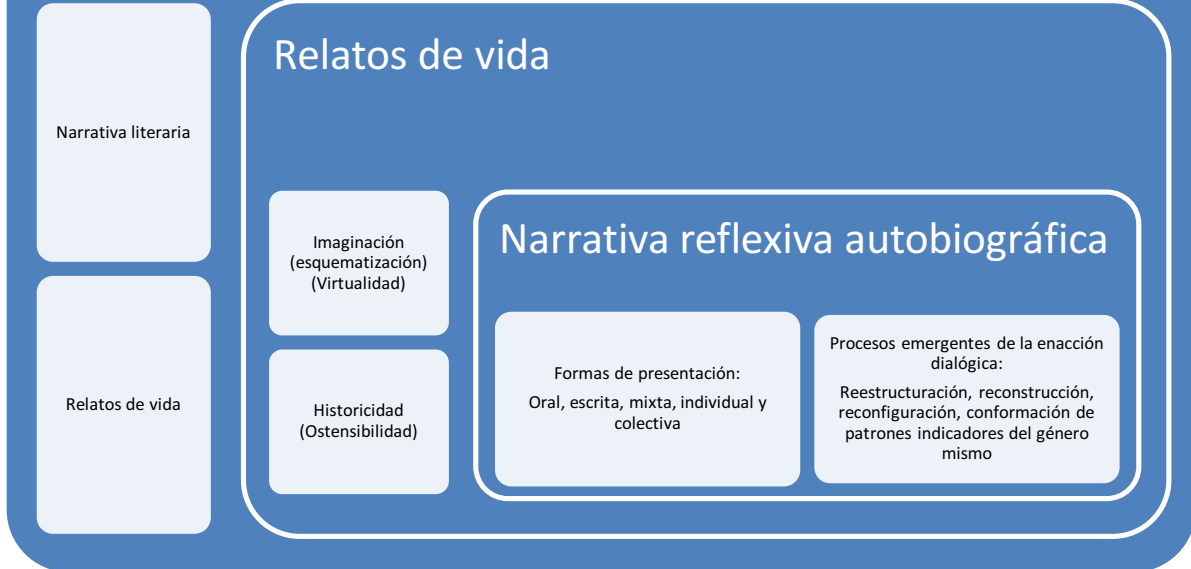 Narrativa literaria
Relatos de vida
Relatos de vida
Imaginación
(esquematización)
(Virtualidad)
Historicidad
(Ostensibilidad)
Narrativa reflexiva autobiográfica
Formas de presentación:
Oral, escrita, mixta, individual y
colectiva
Procesos emergentes de la enacción
dialógica:
Reestructuración, reconstrucción,
reconfiguración, conformación de
patrones indicadores del género
mismo